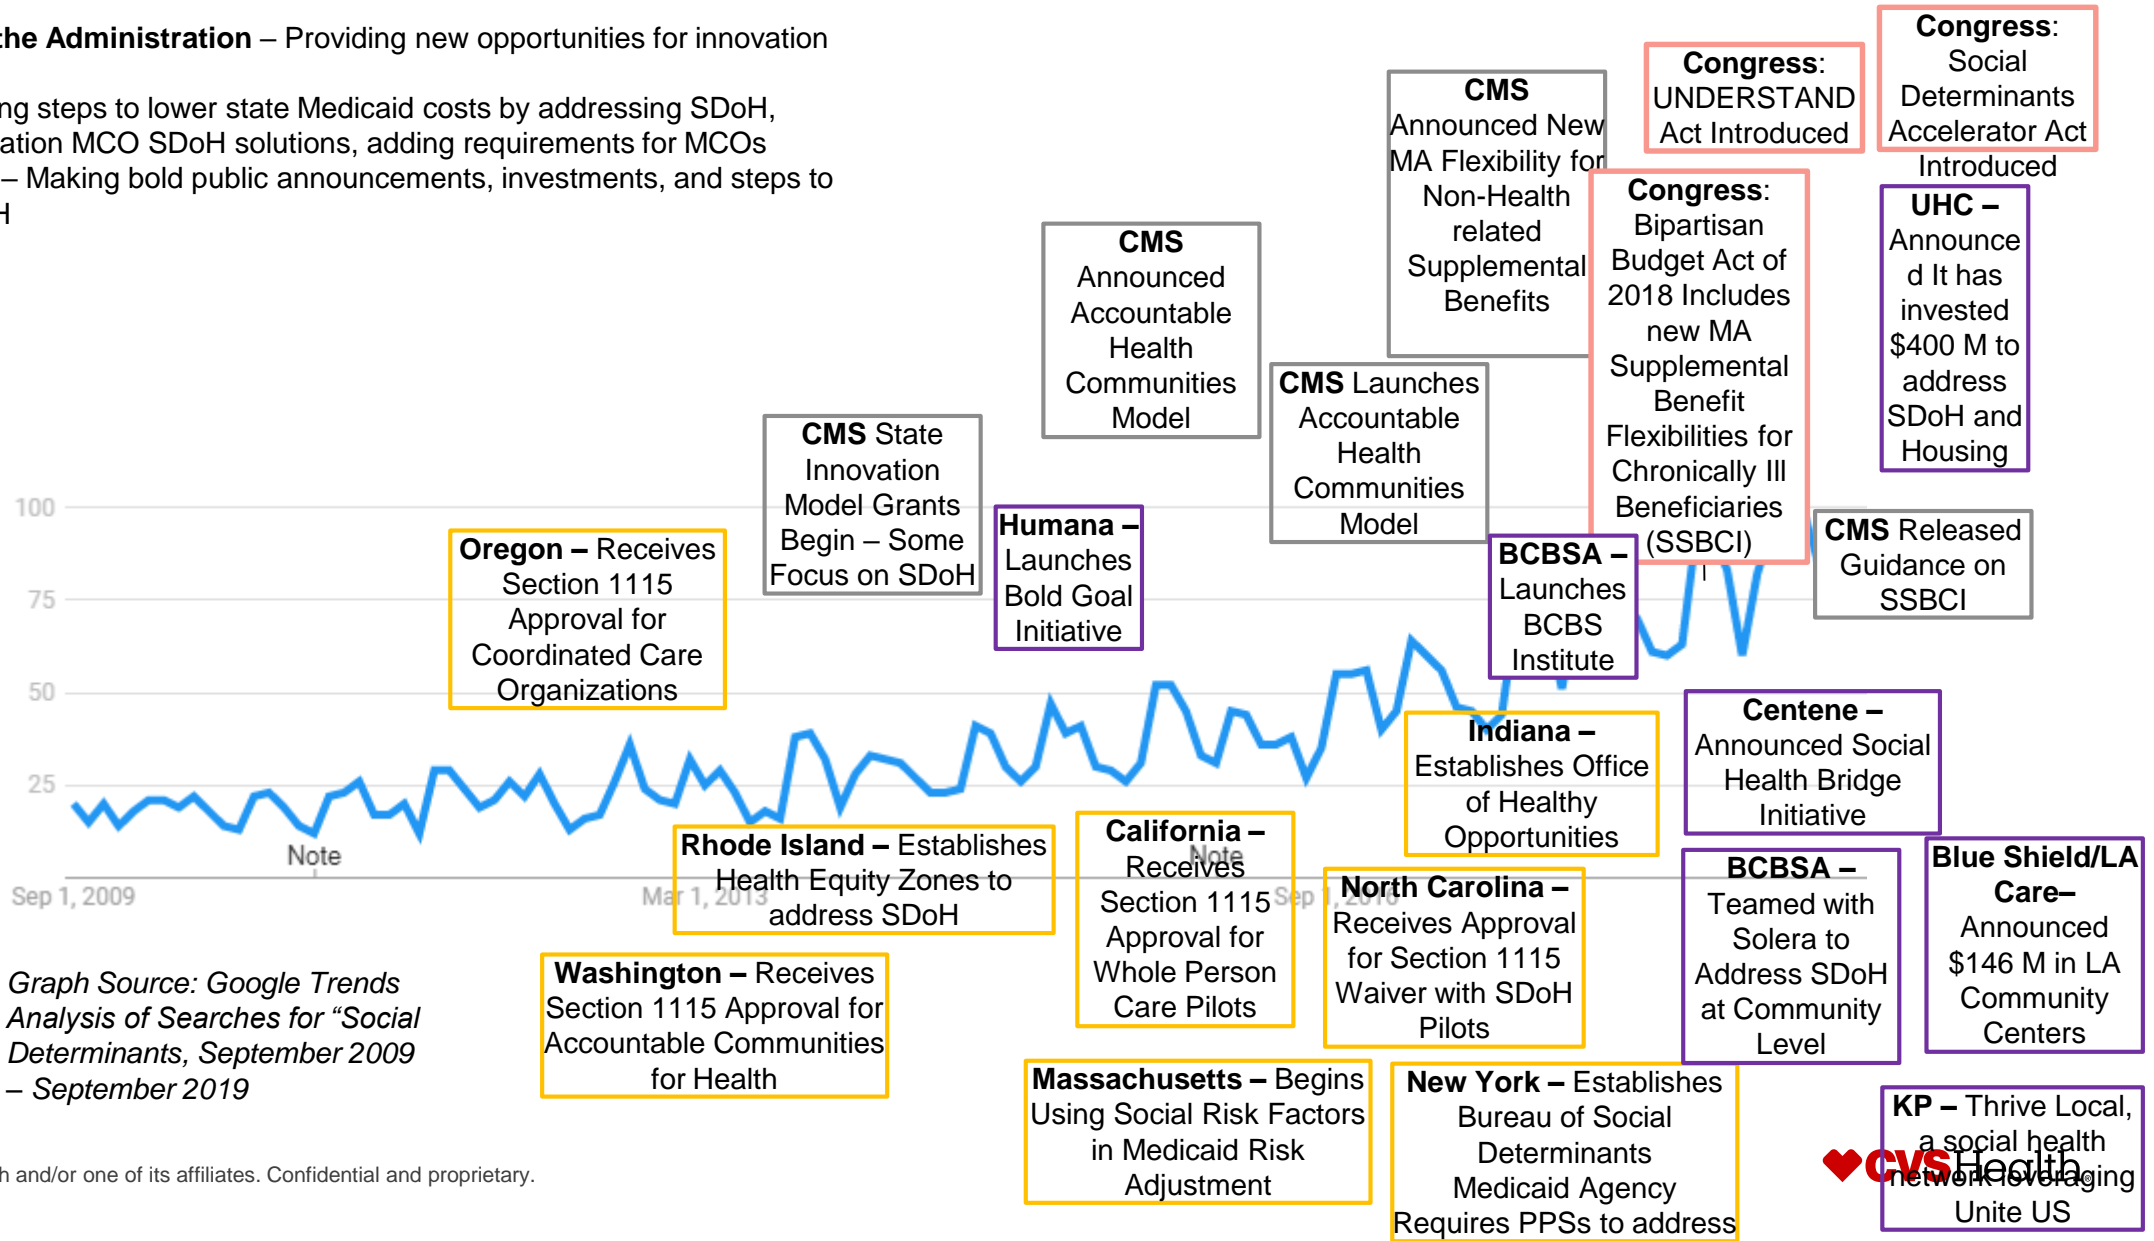 the Administration – Providing new opportunities for innovation
ng steps to lower state Medicaid costs by addressing SDoH,
ation MCO SDoH solutions, adding requirements for MCOs
– Making bold public announcements, investments, and steps to
H
Congress:
UNDERSTAND
Act Introduced
Congress:
Social
Determinants
Accelerator Act
Introduced
CMS
Announced New
MA Flexibility for
Non-Health
related
Supplemental
Benefits
Congress:
Bipartisan
Budget Act of
2018 Includes
new MA
Supplemental
Benefit
Flexibilities for
Chronically Ill
Beneficiaries
(SSBCI)
UHC –
Announce
d It has
invested
$400 M to
address
SDoH and
Housing
CMS
Announced
Accountable
Health
Communities
Model
CMS Launches
Accountable
Health
Communities
Model
CMS State
Innovation
Model Grants
Begin – Some
Focus on SDoH
Humana –
Launches
Bold Goal
Initiative
BCBSA –
Launches
BCBS
Institute
CMS Released
Guidance on
SSBCI
Oregon – Receives
Section 1115
Approval for
Coordinated Care
Organizations
100
75
50
25
Indiana –
Establishes Office
of Healthy
Opportunities
Centene –
Announced Social
Health Bridge
Initiative
Note
Note
Sep 1, 2009
Mar 1, 2013
Sep 1, 2016
Rhode Island – Establishes
Health Equity Zones to
address SDoH
California –
Receives
Section 1115
Approval for
Whole Person
Care Pilots
North Carolina –
Receives Approval
for Section 1115
Waiver with SDoH
Pilots
BCBSA –
Teamed with
Solera to
Address SDoH
at Community
Level
Blue Shield/LA
Care–
Announced
$146 M in LA
Community
Centers
Washington – Receives
Section 1115 Approval for
Accountable Communities
for Health
Graph Source: Google Trends
Analysis of Searches for “Social
Determinants, September 2009
– September 2019
Massachusetts – Begins
Using Social Risk Factors
in Medicaid Risk
Adjustment
New York – Establishes
Bureau of Social
Determinants
Medicaid Agency
Requires PPSs to address
KP – Thrive Local,
a social health
network leveraging
Unite US
h and/or one of its affiliates. Confidential and proprietary.
CVSHealth®